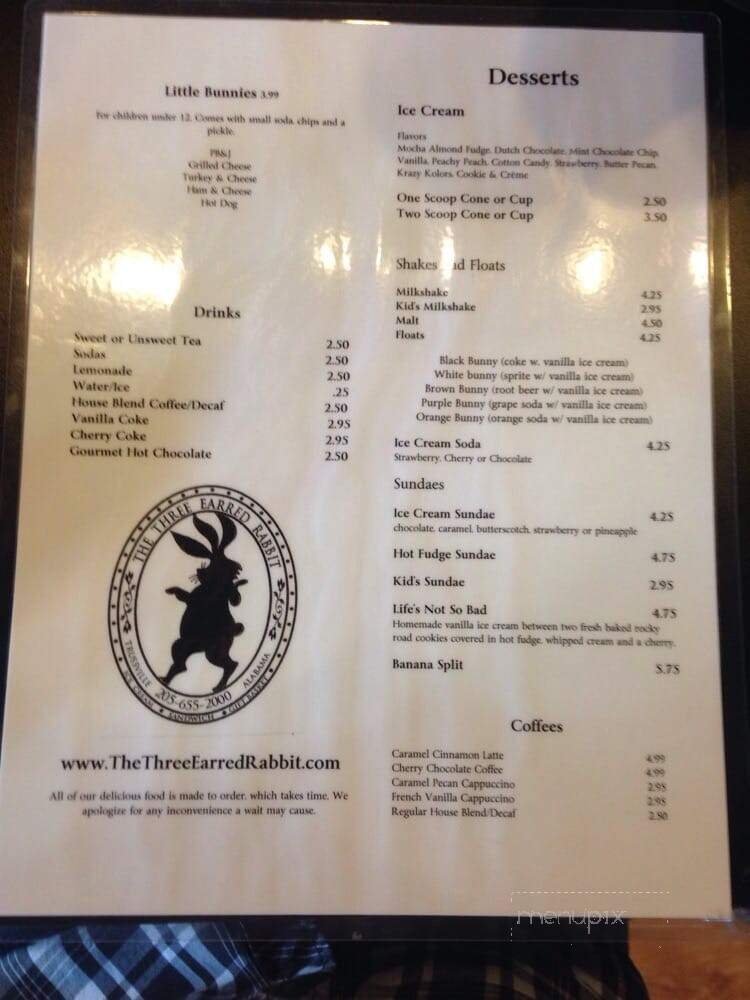 Little Bunnies 3.99
For children under 12. Comes with small soda, chips and a
pickle.
PB&J
Grilled Cheese
Turkey & Cheese
Ham & Cheese
Hot Dog
Drinks
Sweet or Unsweet Tea 2.50
Sodas 2.50
Lemonade 2.50
Water/Ice .25
House Blend Coffee/Decaf 2.50
Vanilla Coke 2.95
Cherry Coke 2.95
Gourmet Hot Chocolate 2.50
THE THREE EARRED RABBIT
TRUSSVILLE ALABAMA
205-655-2000
ICE CREAM ★ SANDWICH ★ GIFT BASKET
www.TheThreeEarredRabbit.com
All of our delicious food is made to order, which takes time. We
apologize for any inconvenience a wait may cause.
Desserts
Ice Cream
Flavors
Mocha Almond Fudge, Dutch Chocolate, Mint Chocolate Chip,
Vanilla, Peachy Peach, Cotton Candy, Strawberry, Butter Pecan,
Krazy Kolors, Cookie & Crème
One Scoop Cone or Cup 2.50
Two Scoop Cone or Cup 3.50
Shakes and Floats
Milkshake 4.25
Kid's Milkshake 2.95
Malt 4.50
Floats 4.25
Black Bunny (coke w. vanilla ice cream)
White bunny (sprite w/ vanilla ice cream)
Brown Bunny (root beer w/ vanilla ice cream)
Purple Bunny (grape soda w/ vanilla ice cream)
Orange Bunny (orange soda w/ vanilla ice cream)
Ice Cream Soda 4.25
Strawberry, Cherry or Chocolate
Sundaes
Ice Cream Sundae 4.25
chocolate, caramel, butterscotch, strawberry or pineapple
Hot Fudge Sundae 4.75
Kid's Sundae 2.95
Life's Not So Bad 4.75
Homemade vanilla ice cream between two fresh baked rocky
road cookies covered in hot fudge, whipped cream and a cherry.
Banana Split 5.75
Coffees
Caramel Cinnamon Latte 4.99
Cherry Chocolate Coffee 4.99
Caramel Pecan Cappuccino 2.95
French Vanilla Cappuccino 2.95
Regular House Blend/Decaf 2.50
menupix